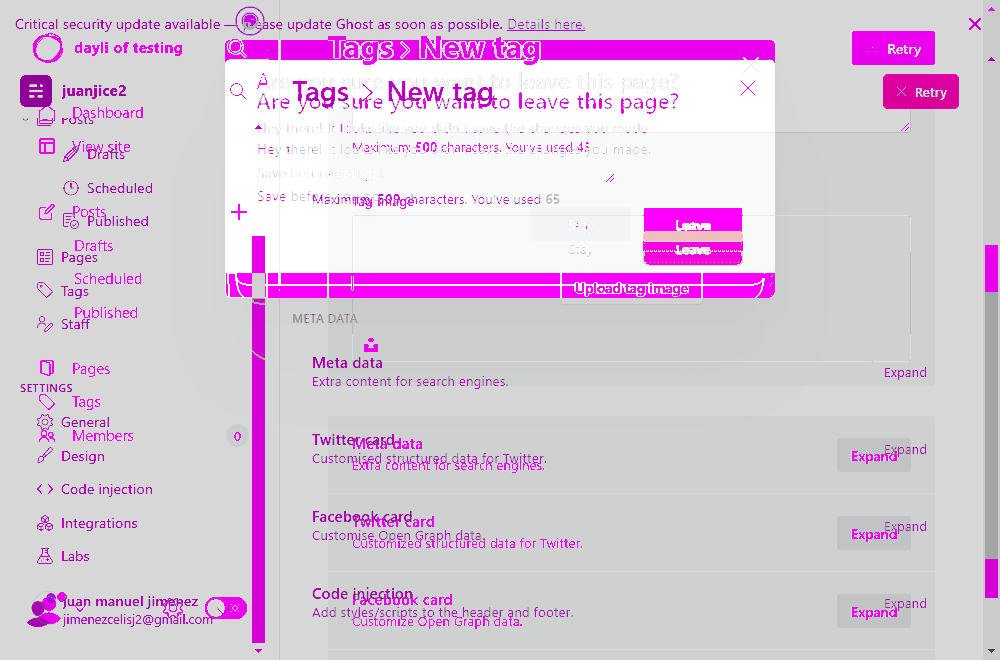 Critical security update available — please update Ghost as soon as possible. Details here.
dayli of testing
Tags › New tag
Retry
juanjice2
Tags › New tag
Retry
Are you sure you want to leave this page?
Are you sure you want to leave this page?
Posts
Dashboard
Hey there! It looks like you didn't save the changes you made.
View site
Drafts
Maximum: 500 characters. You've used 45
Hey there! It looks like you didn't save the changes you made.
Save before you go!
Scheduled
Save before you go!
Maximum: 500 characters. You've used 65
Tag image
Posts
Published
Stay
Leave
Drafts
Stay
Leave
Pages
Scheduled
Upload tag image
Tags
Published
META DATA
Staff
Meta data
Pages
Extra content for search engines.
Expand
SETTINGS
Tags
General
Members
0
Twitter card
Meta data
Expand
Design
Customised structured data for Twitter.
Extra content for search engines.
Expand
Code injection
Facebook card
Twitter card
Expand
Integrations
Customise Open Graph data.
Customized structured data for Twitter.
Expand
Labs
Code injection
Facebook card
Expand
juan manuel jimenez
Add styles/scripts to the header and footer.
Customize Open Graph data.
Expand
jimenezcelisj2@gmail.com